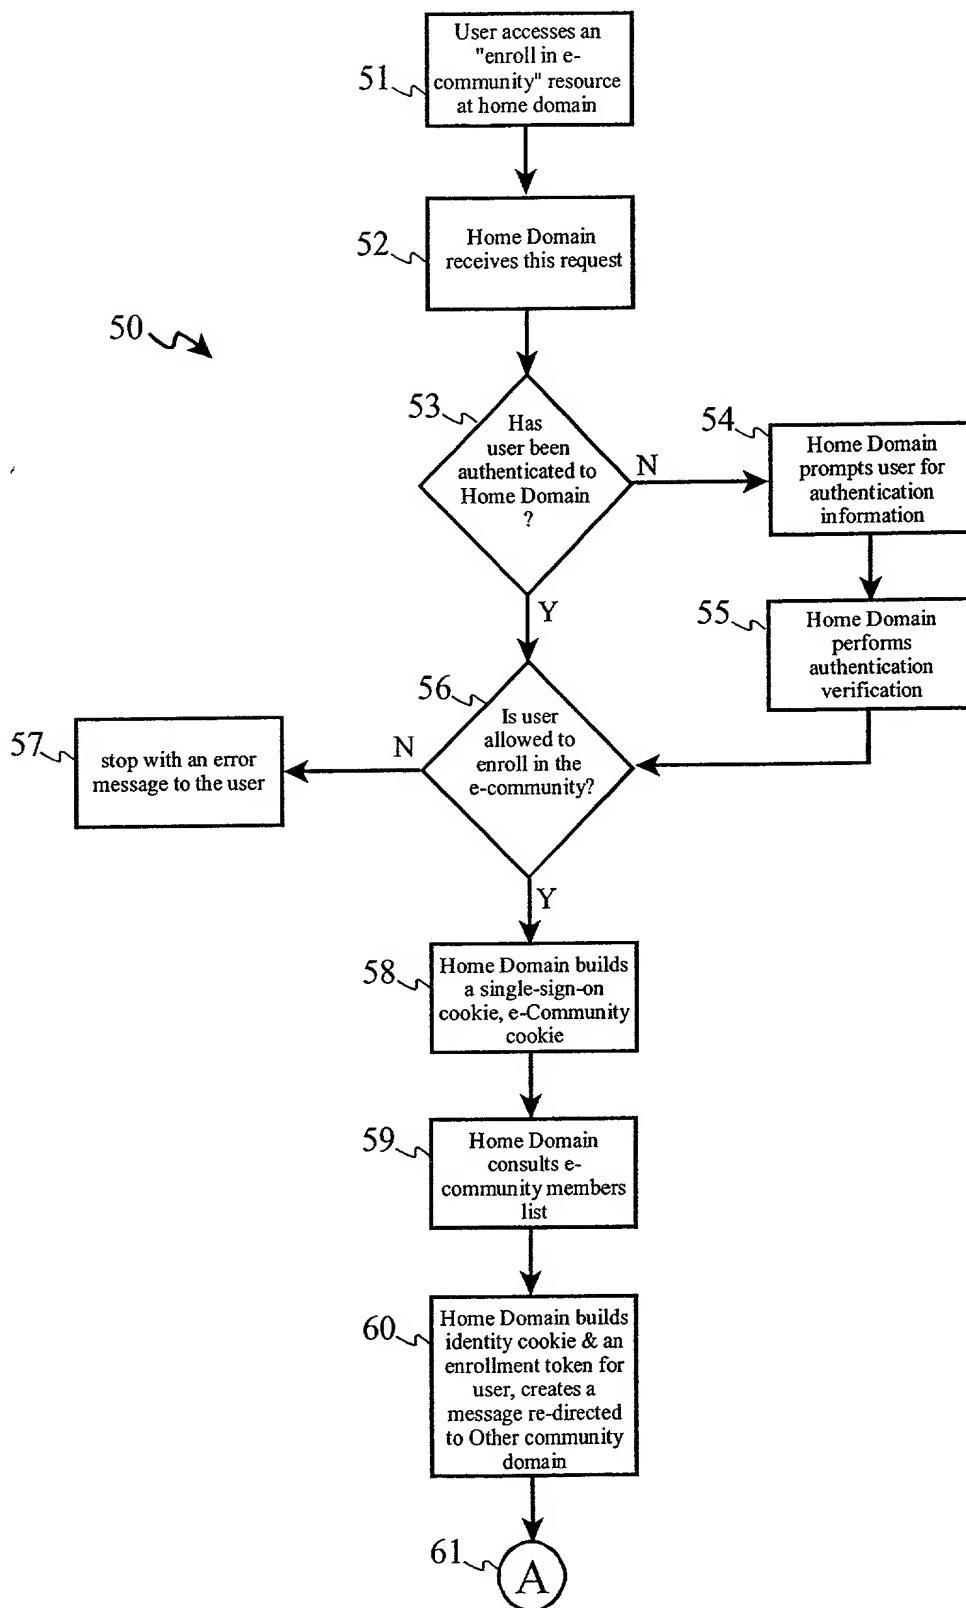 User accesses an
"enroll in e-
community" resource
at home domain
51
Home Domain
receives this request
52
50
53
Has
user been
authenticated to
Home Domain
?
N
54
Home Domain
prompts user for
authentication
information
Y
55
Home Domain
performs
authentication
verification
56
Is user
allowed to
enroll in the
e-community?
N
57
stop with an error
message to the user
Y
58
Home Domain builds
a single-sign-on
cookie, e-Community
cookie
59
Home Domain
consults e-
community members
list
60
Home Domain builds
identity cookie & an
enrollment token for
user, creates a
message re-directed
to Other community
domain
61
A